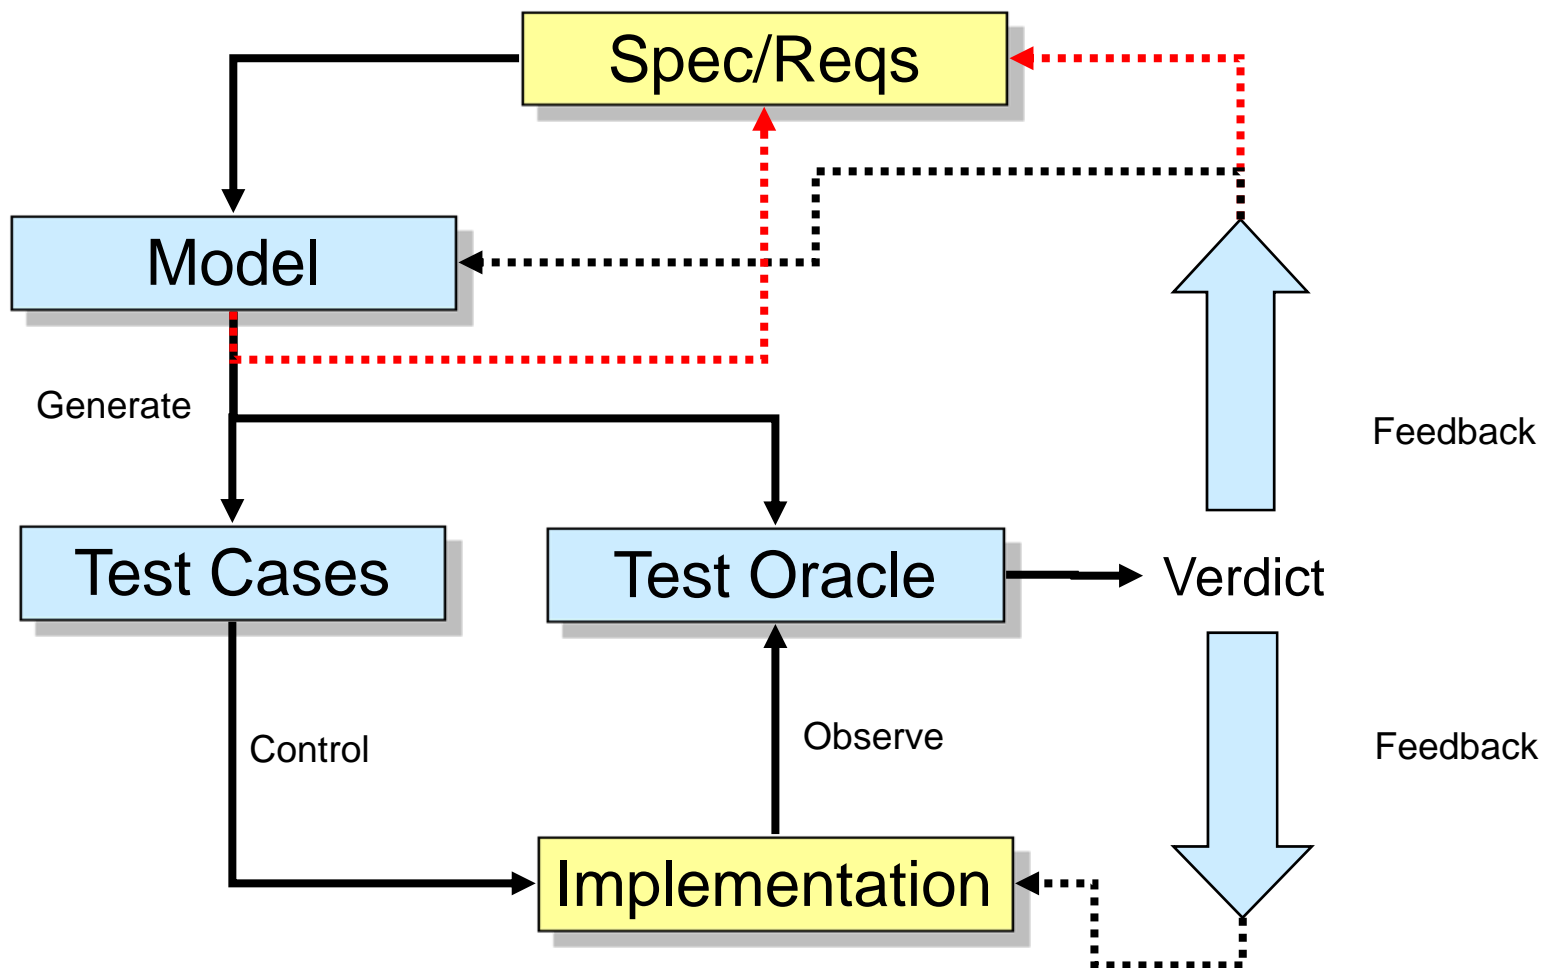 Spec/Reqs
Model
Generate
Feedback
Test Cases
Test Oracle
Verdict
Control
Observe
Feedback
Implementation